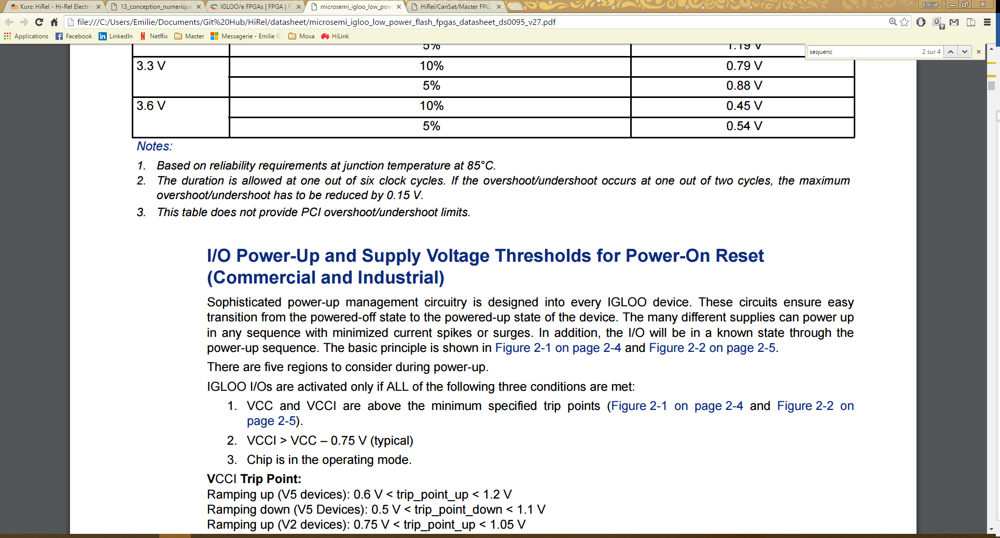 Kurs: HiRel - Hi-Rel Electr
13_conception_numerique
IGLOO/e FPGAs | FPGA | F
microsemi_igloo_low_pow
HiRel/CanSat/Master FPG
Emilie
file:///C:/Users/Emilie/Documents/Git%20Hub/HiRel/datasheet/microsemi_igloo_low_power_flash_fpgas_datasheet_ds0095_v27.pdf
Applications
Facebook
LinkedIn
Netflix
Master
Messagerie - Emilie G
Moxa
HiLink
sequenc
2 sur 4
5% 1.19 V
3.3 V 10% 0.79 V
5% 0.88 V
3.6 V 10% 0.45 V
5% 0.54 V
Notes:
1. Based on reliability requirements at junction temperature at 85°C.
2. The duration is allowed at one out of six clock cycles. If the overshoot/undershoot occurs at one out of two cycles, the maximum
overshoot/undershoot has to be reduced by 0.15 V.
3. This table does not provide PCI overshoot/undershoot limits.
I/O Power-Up and Supply Voltage Thresholds for Power-On Reset
(Commercial and Industrial)
Sophisticated power-up management circuitry is designed into every IGLOO device. These circuits ensure easy
transition from the powered-off state to the powered-up state of the device. The many different supplies can power up
in any sequence with minimized current spikes or surges. In addition, the I/O will be in a known state through the
power-up sequence. The basic principle is shown in Figure 2-1 on page 2-4 and Figure 2-2 on page 2-5.
There are five regions to consider during power-up.
IGLOO I/Os are activated only if ALL of the following three conditions are met:
1. VCC and VCCI are above the minimum specified trip points (Figure 2-1 on page 2-4 and Figure 2-2 on
page 2-5).
2. VCCI > VCC – 0.75 V (typical)
3. Chip is in the operating mode.
VCCI Trip Point:
Ramping up (V5 devices): 0.6 V < trip_point_up < 1.2 V
Ramping down (V5 Devices): 0.5 V < trip_point_down < 1.1 V
Ramping up (V2 devices): 0.75 V < trip_point_up < 1.05 V